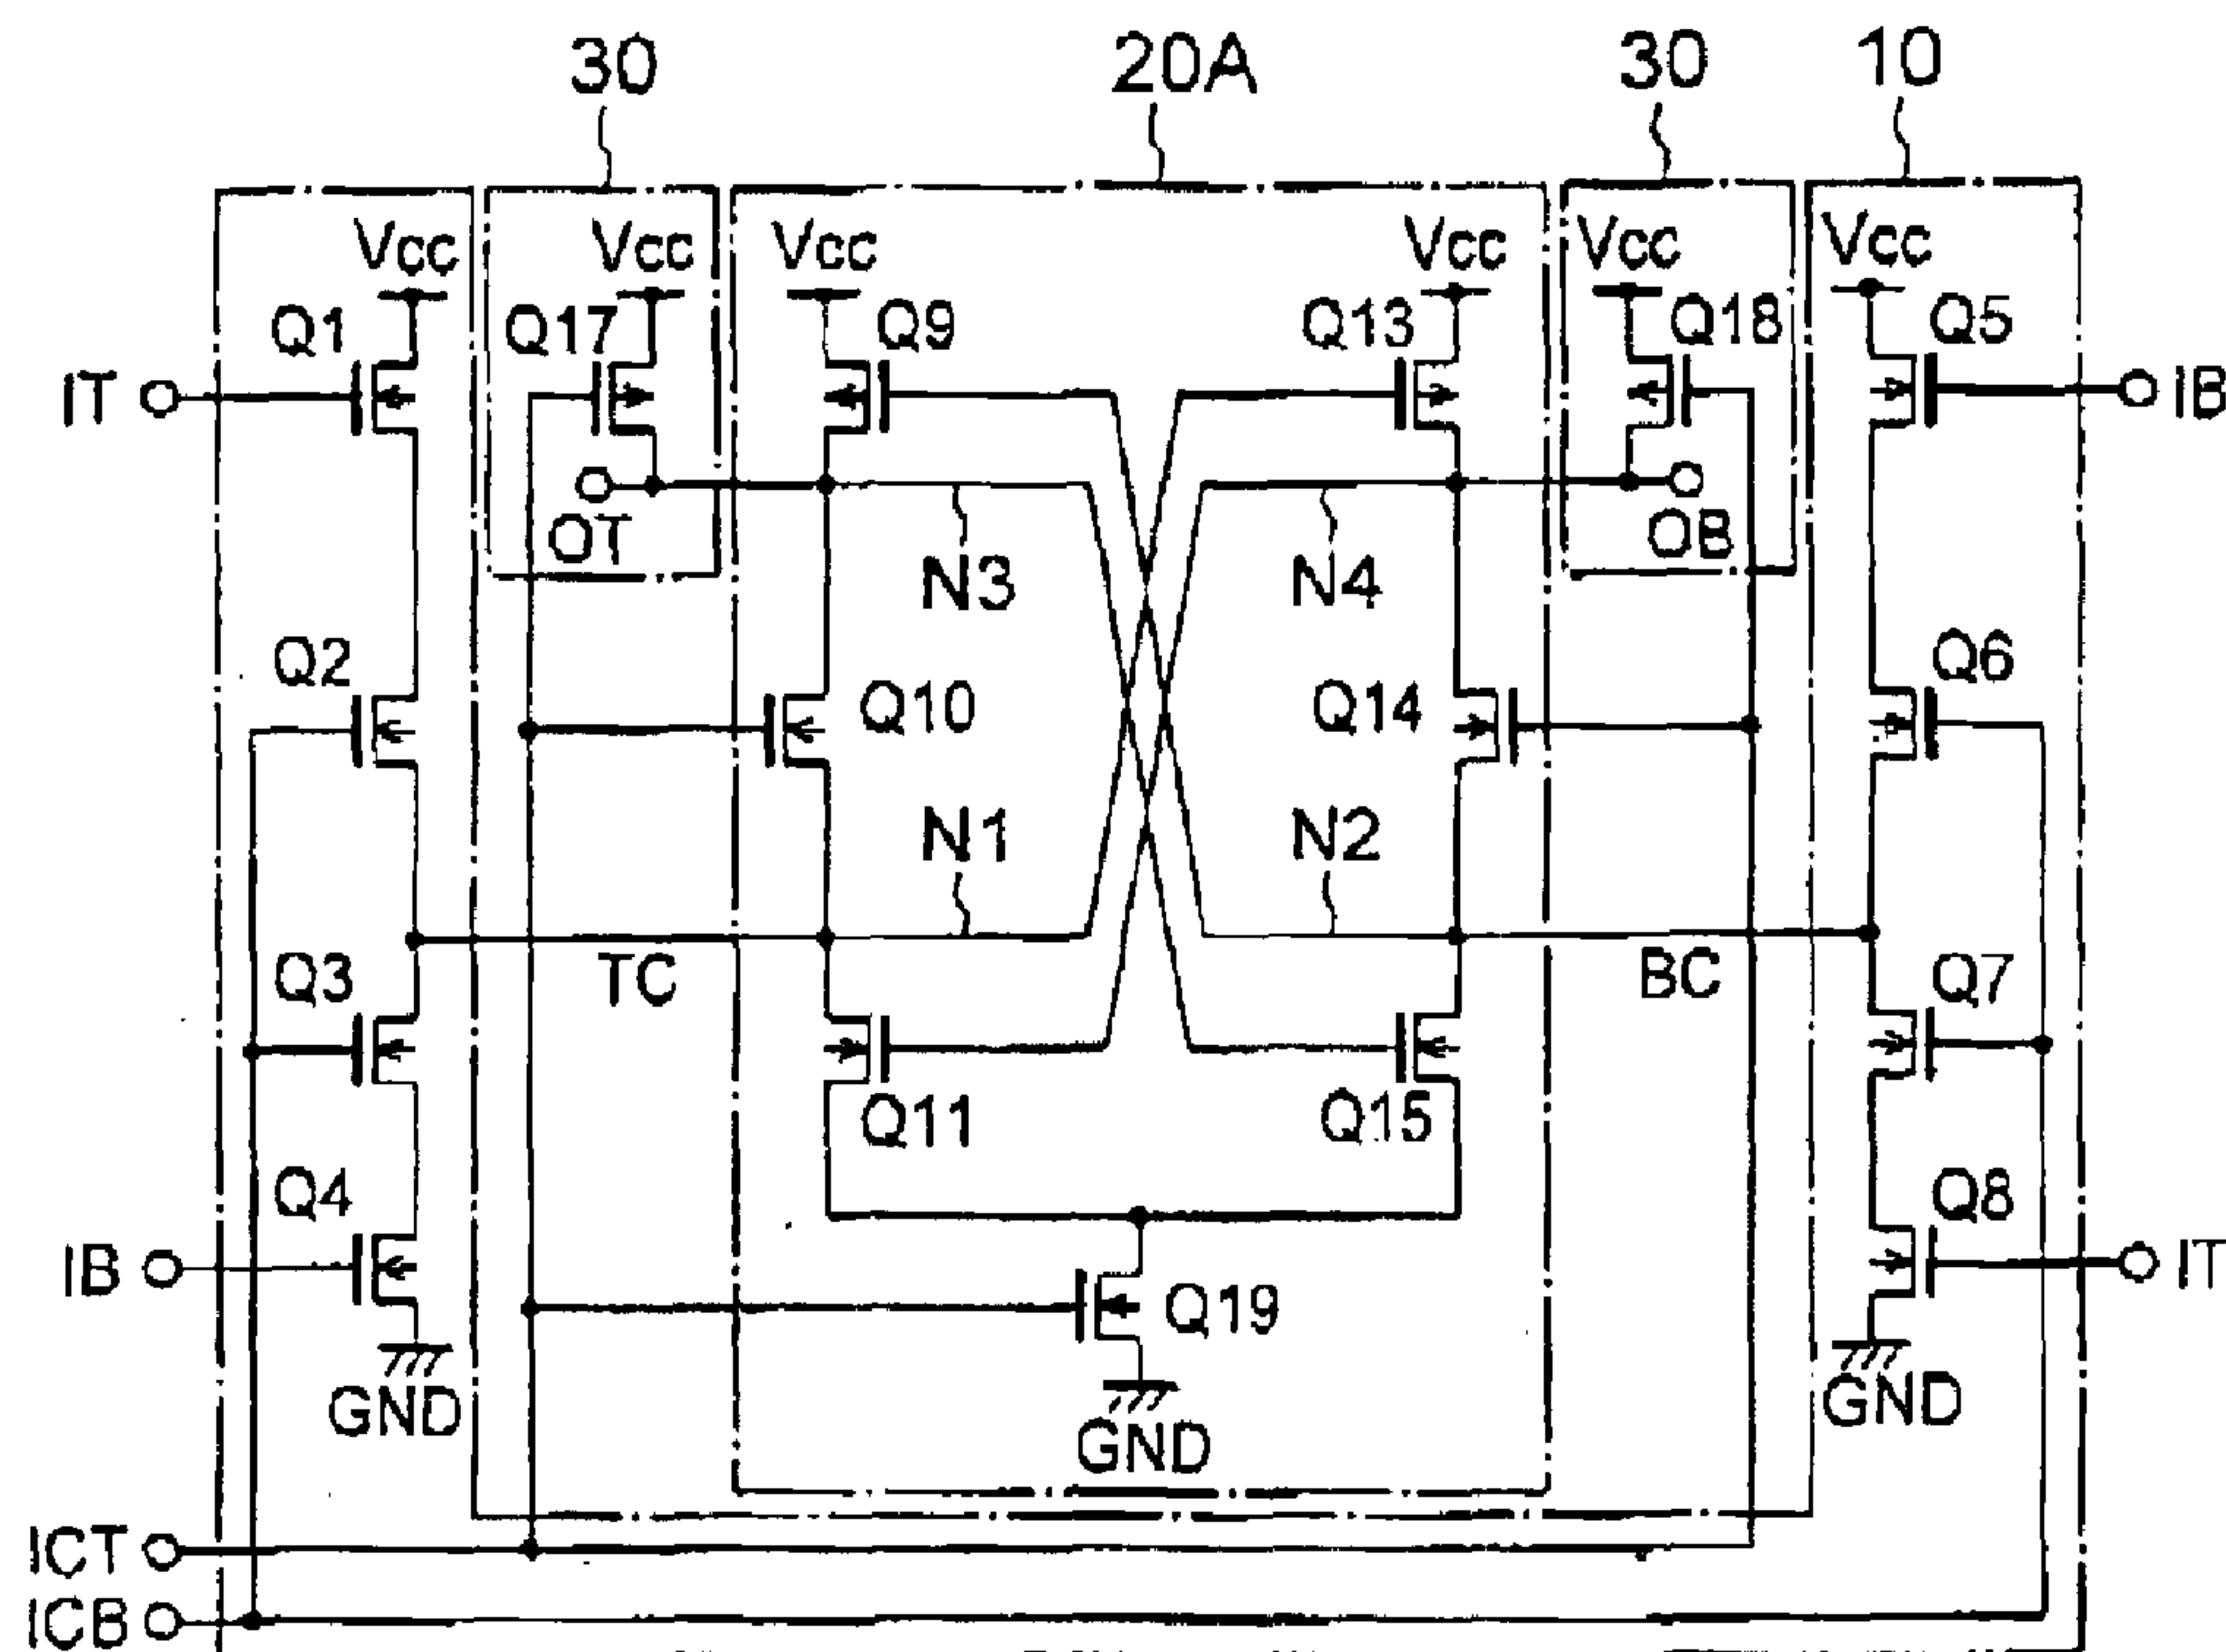 30 20A 30 10
Vcc Vcc Vcc Vcc Vcc Vcc
Q1 Q17 Q9 Q13 Q18 Q5
IT IB
OT OB
N3 N4
Q2 Q6
Q10 Q14
N1 N2
Q3 TC BC Q7
Q11 Q15
Q4 Q8
IB IT
Q19
GND GND
GND
ICT
ICB